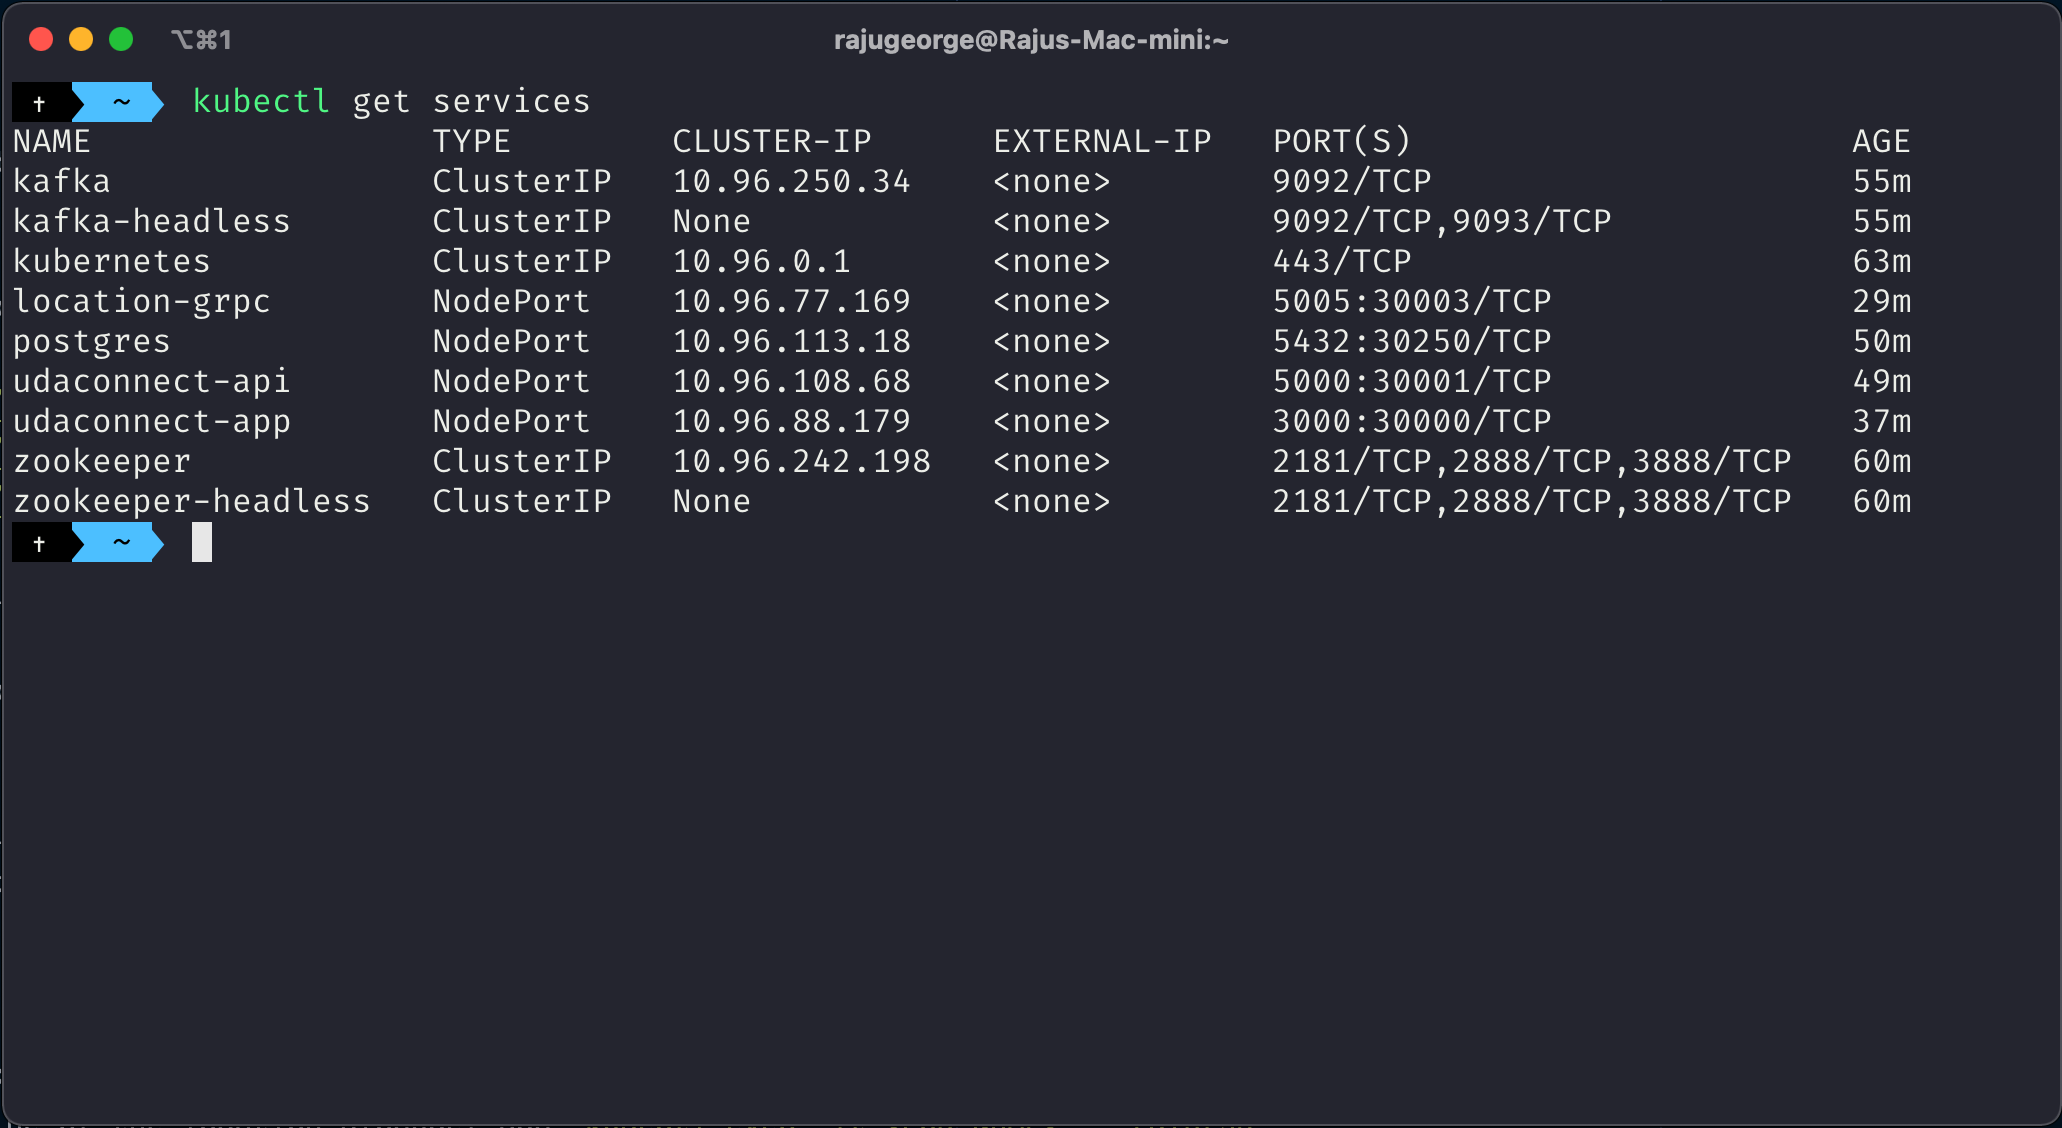 ⌥⌘1 rajugeorge@Rajus-Mac-mini:~
† ~ kubectl get services
NAME TYPE CLUSTER-IP EXTERNAL-IP PORT(S) AGE
kafka ClusterIP 10.96.250.34 <none> 9092/TCP 55m
kafka-headless ClusterIP None <none> 9092/TCP,9093/TCP 55m
kubernetes ClusterIP 10.96.0.1 <none> 443/TCP 63m
location-grpc NodePort 10.96.77.169 <none> 5005:30003/TCP 29m
postgres NodePort 10.96.113.18 <none> 5432:30250/TCP 50m
udaconnect-api NodePort 10.96.108.68 <none> 5000:30001/TCP 49m
udaconnect-app NodePort 10.96.88.179 <none> 3000:30000/TCP 37m
zookeeper ClusterIP 10.96.242.198 <none> 2181/TCP,2888/TCP,3888/TCP 60m
zookeeper-headless ClusterIP None <none> 2181/TCP,2888/TCP,3888/TCP 60m
† ~